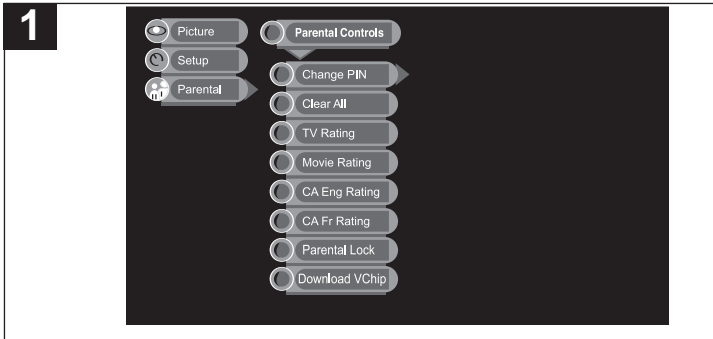 1
Picture
Setup
Parental
Parental Controls
Change PIN
Clear All
TV Rating
Movie Rating
CA Eng Rating
CA Fr Rating
Parental Lock
Download VChip